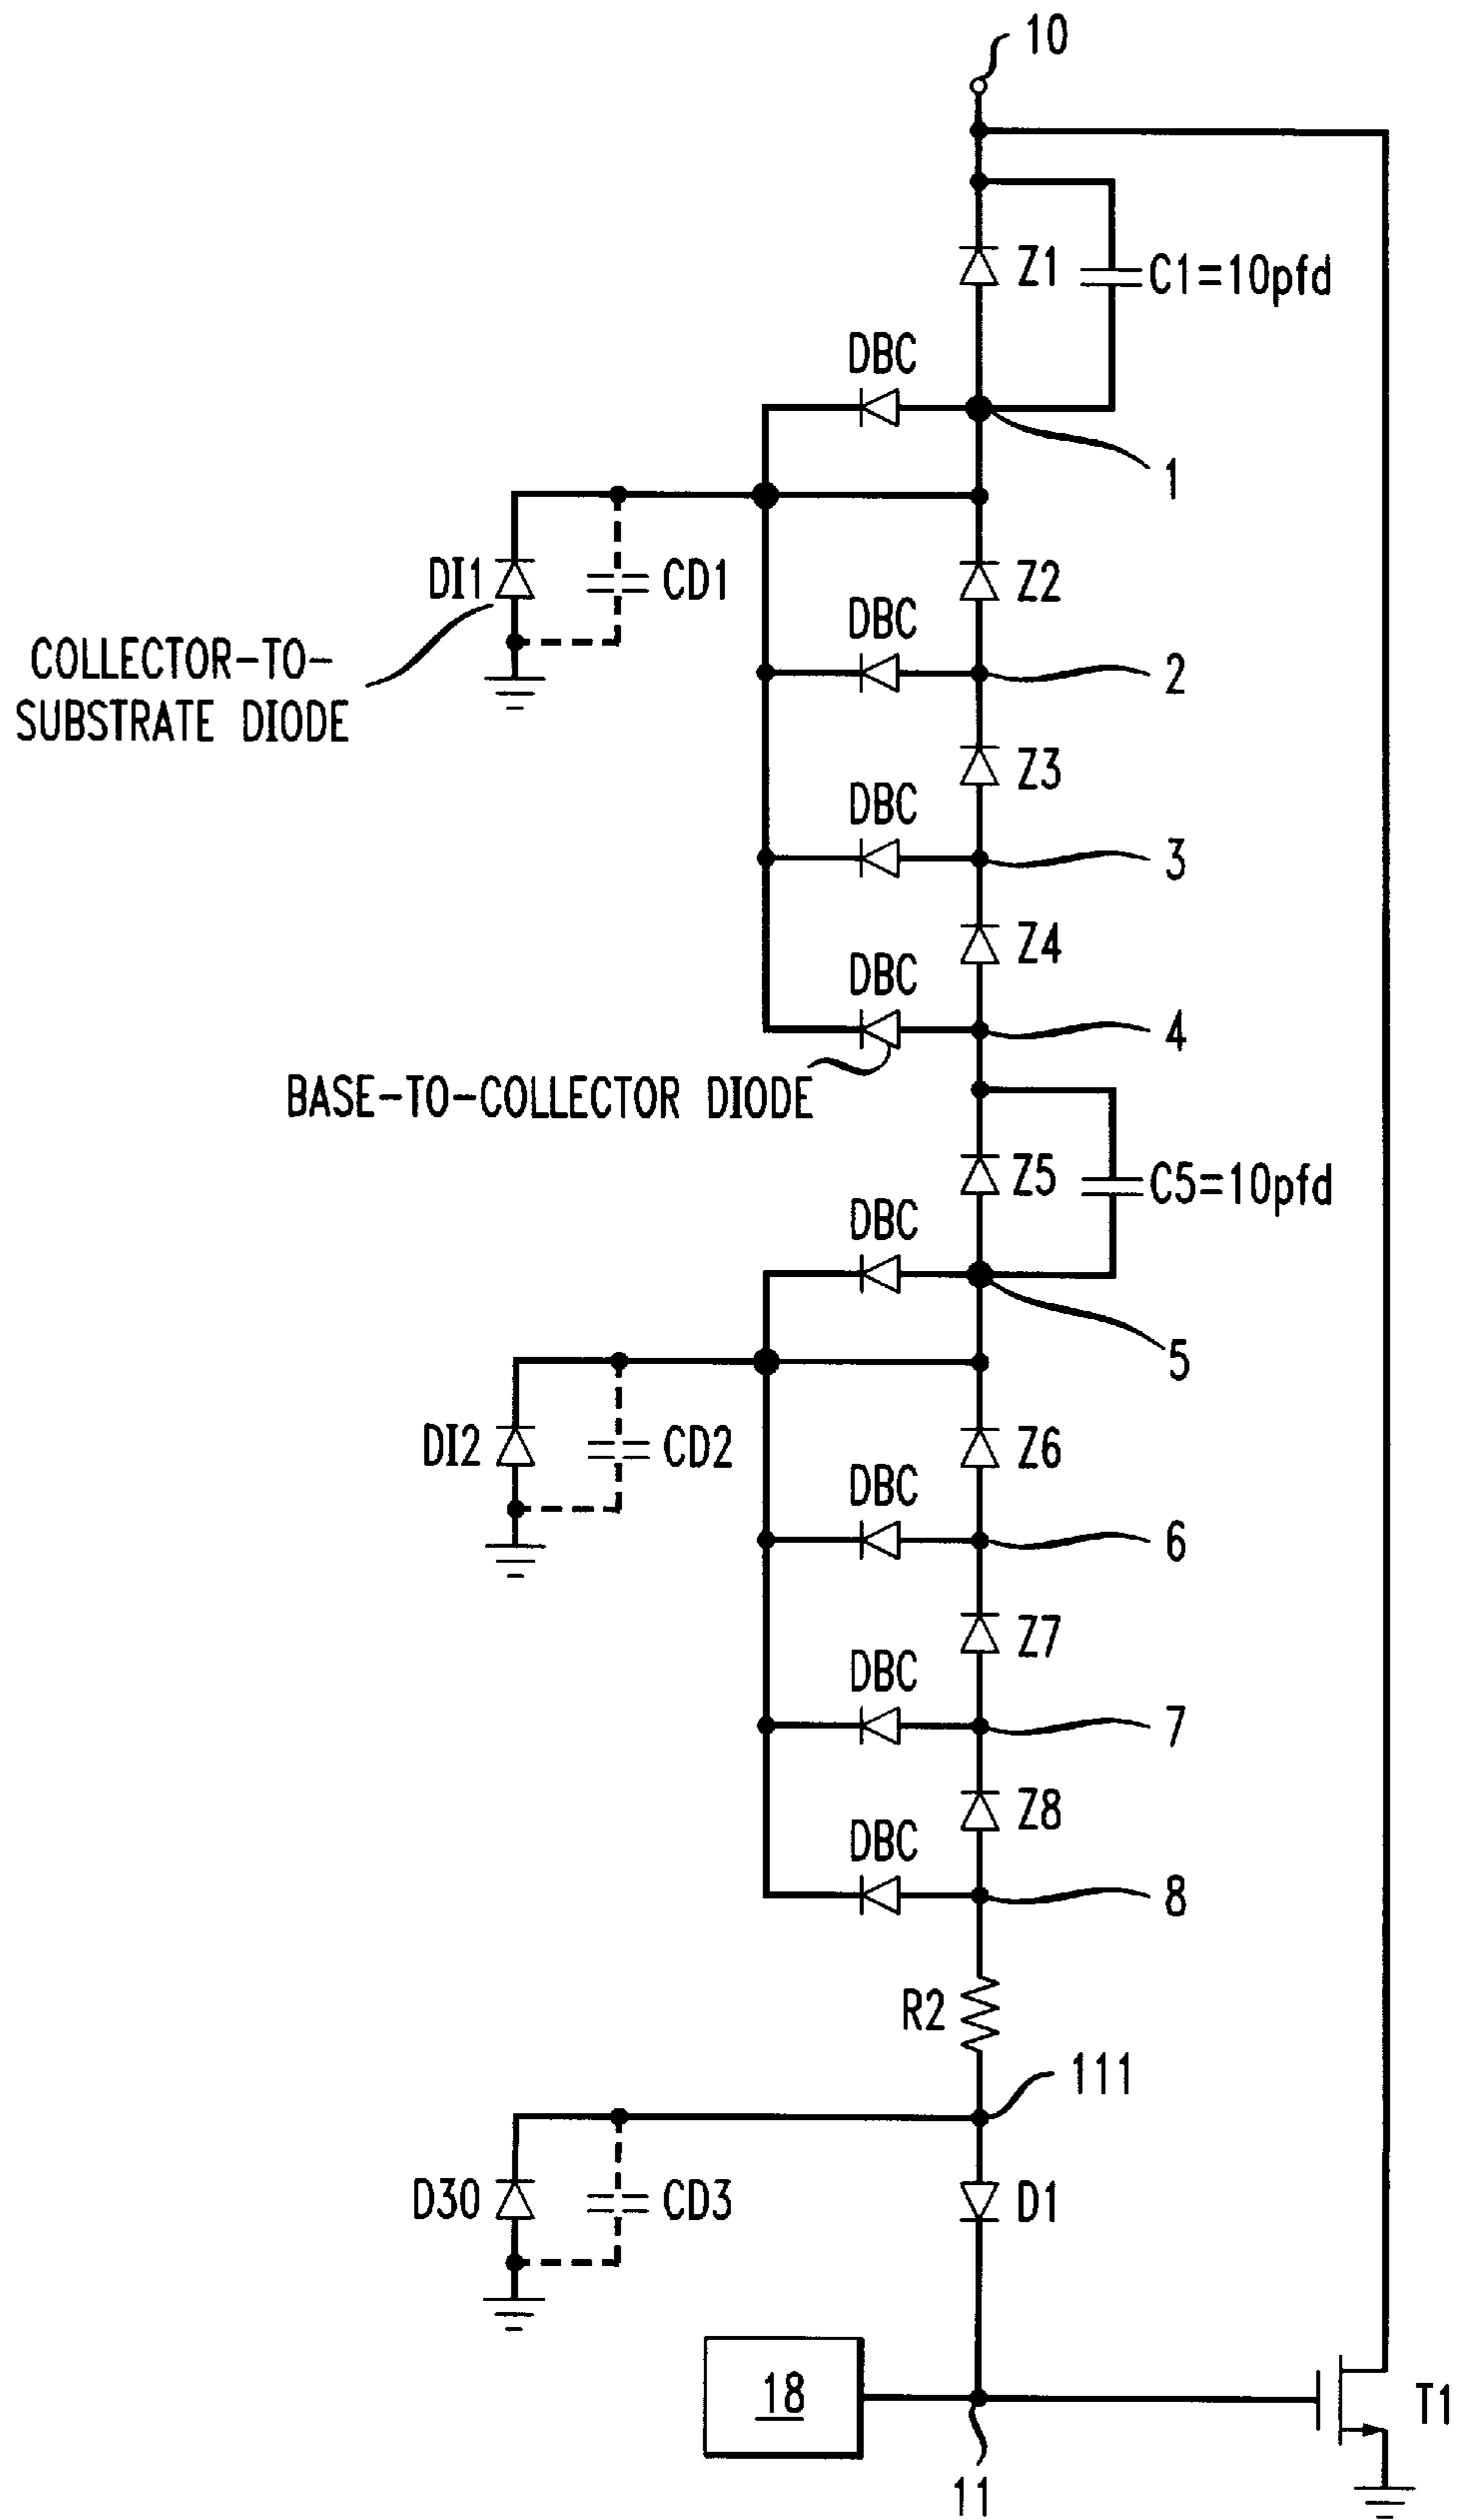 10
Z1
C1=10pfd
DBC
1
DI1
CD1
Z2
DBC
COLLECTOR-TO-
SUBSTRATE DIODE
2
Z3
DBC
3
Z4
DBC
4
BASE-TO-COLLECTOR DIODE
Z5
C5=10pfd
DBC
5
DI2
CD2
Z6
DBC
6
Z7
DBC
7
Z8
DBC
8
R2
111
D30
CD3
D1
18
T1
11